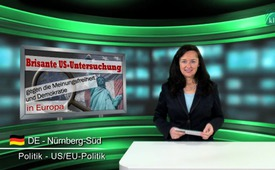 Brisante US-Untersuchung
gegen die Meinungsfreiheit
und Demokratie
in Europa
DE - Nürnberg-Süd
Politik - US/EU-Politik